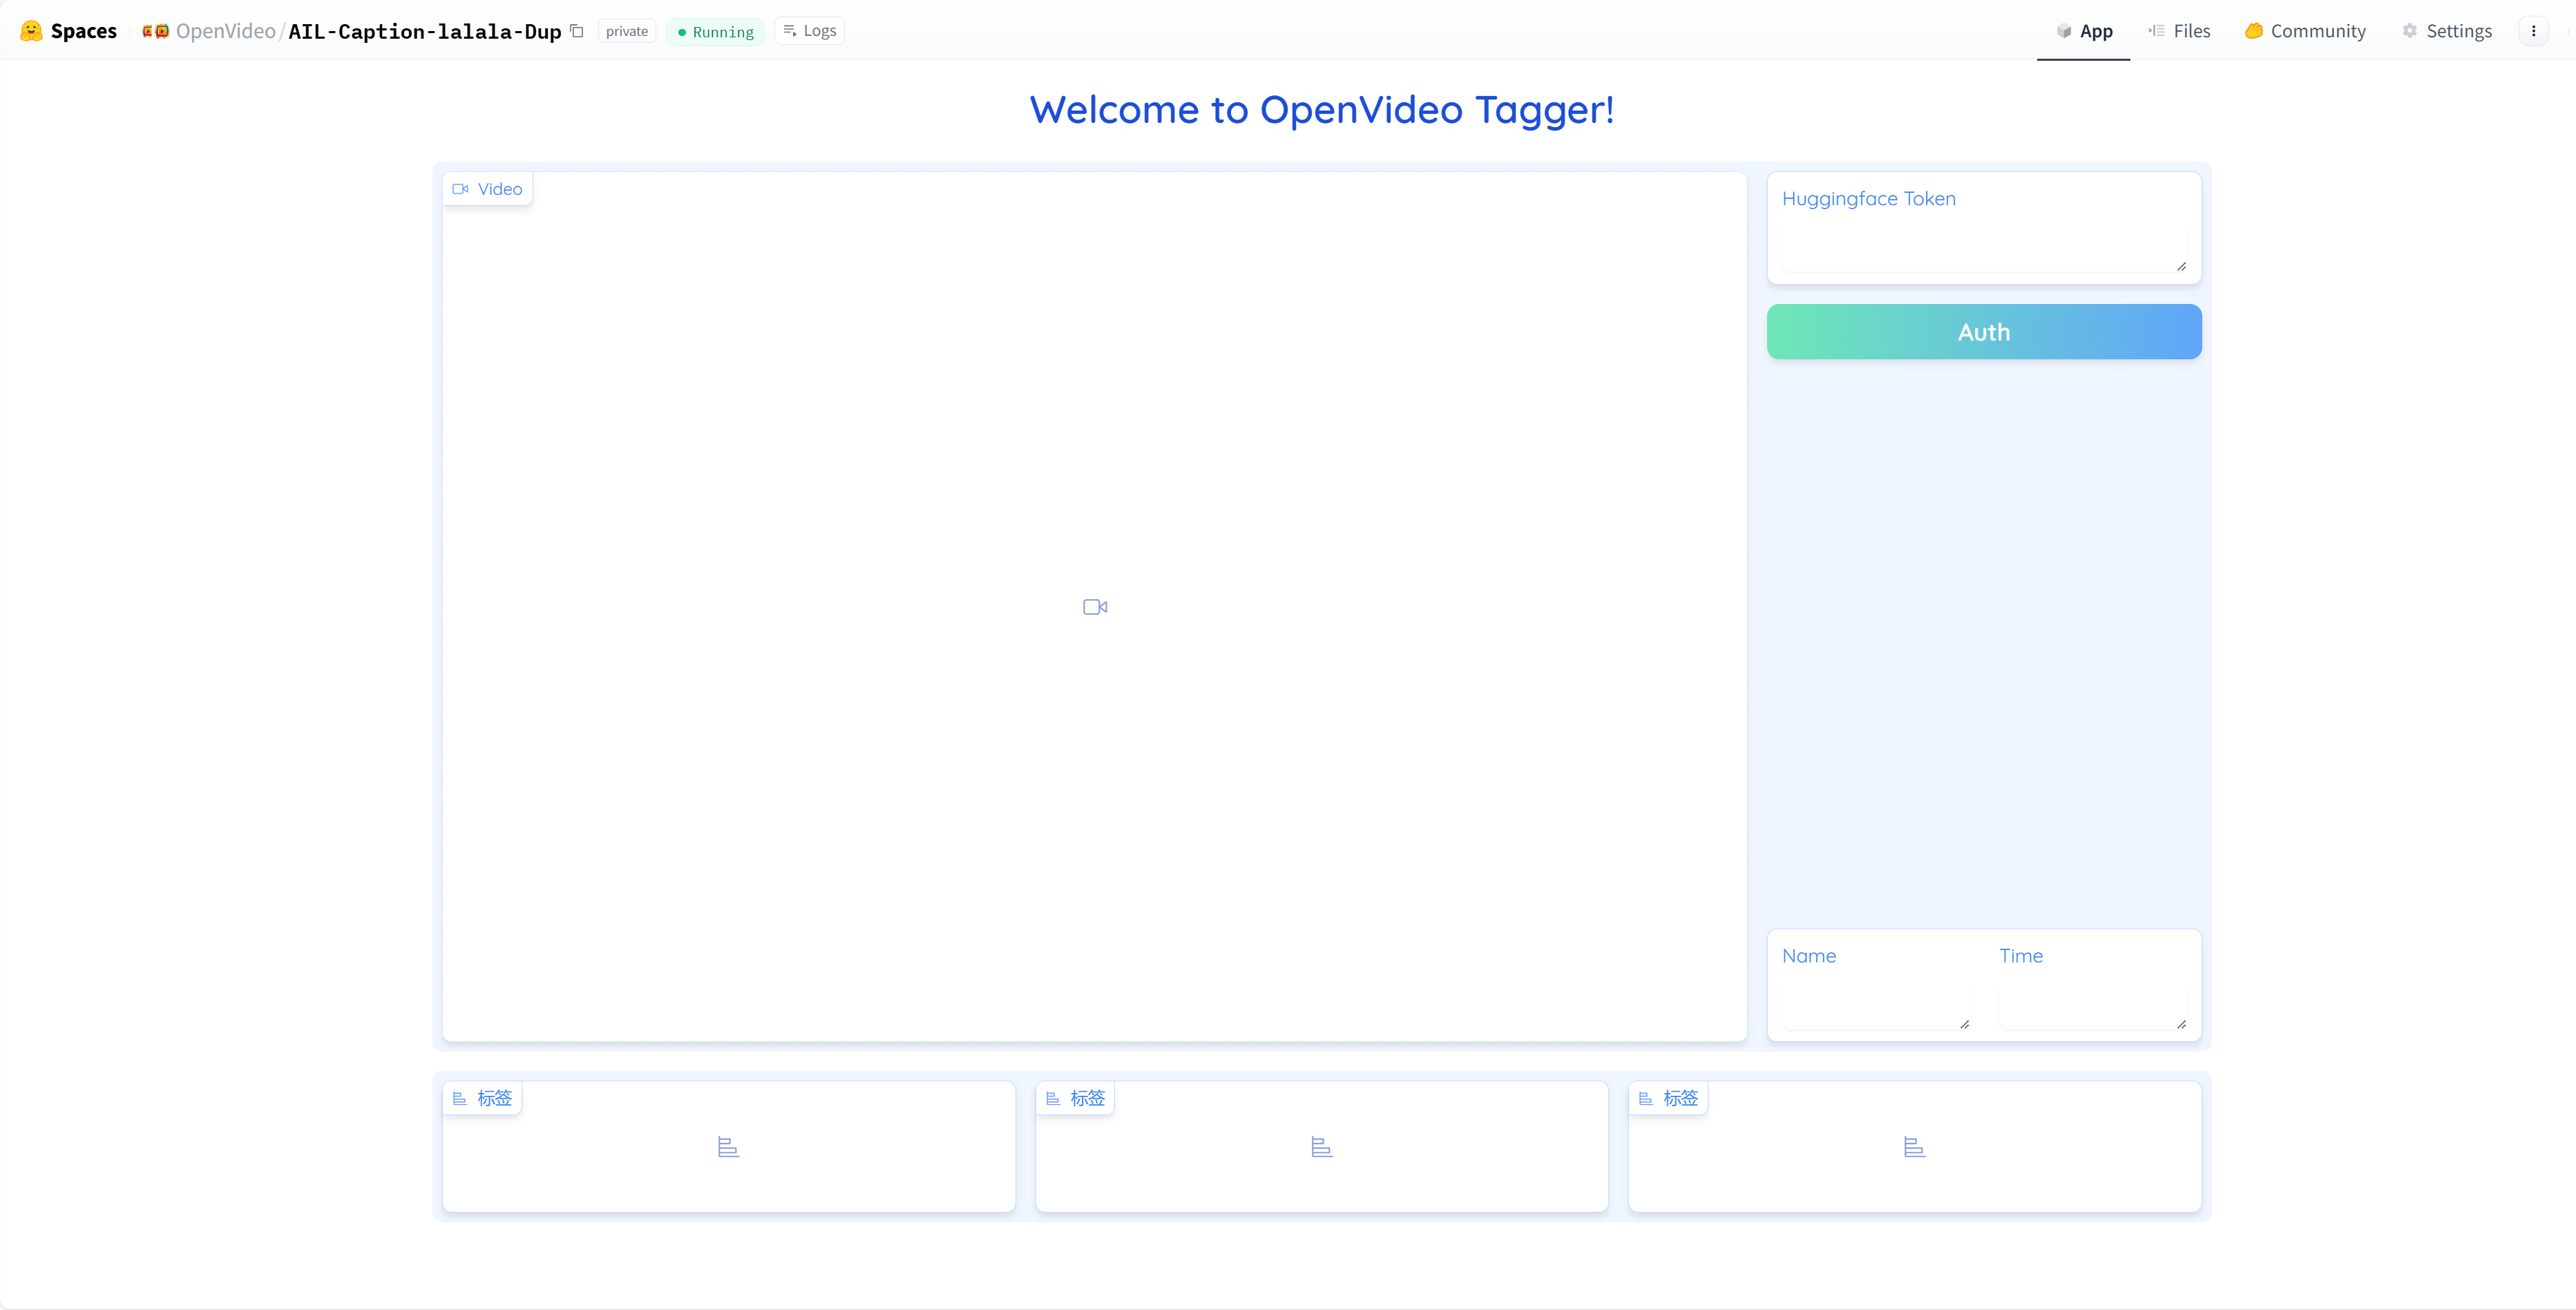 Spaces OpenVideo/AIL-Caption-lalala-Dup private Running Logs App Files Community Settings
Welcome to OpenVideo Tagger!
Video
Huggingface Token
Auth
Name Time
标签 标签 标签